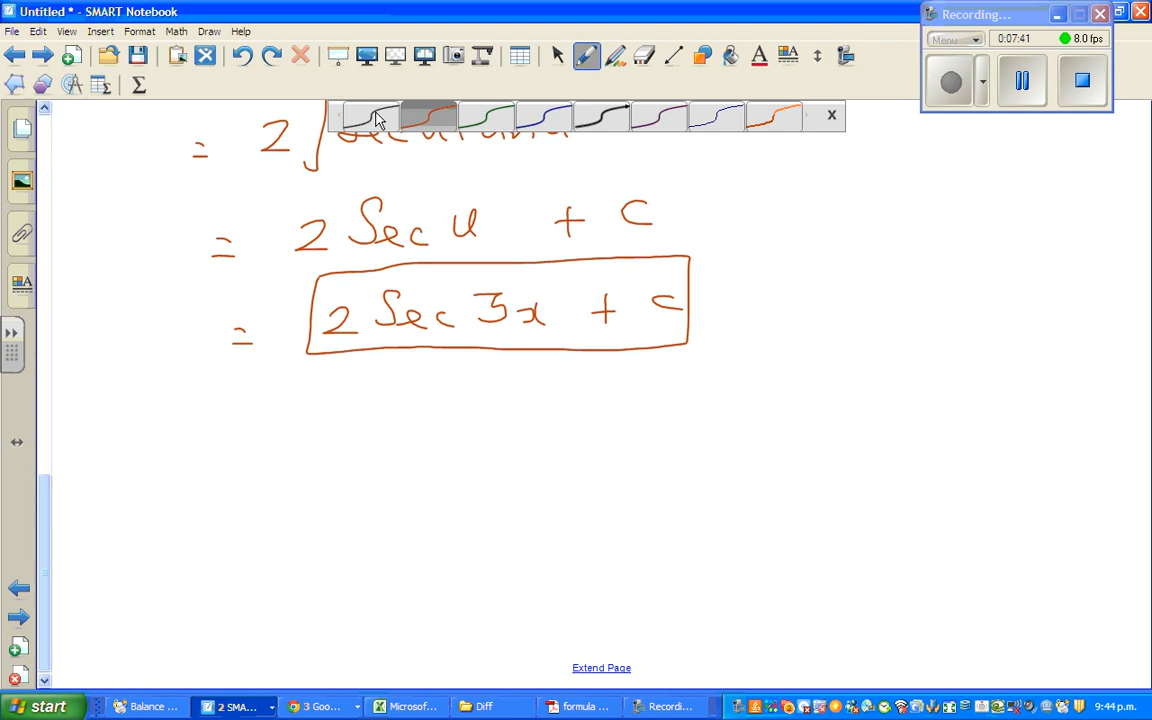 Untitled * - SMART Notebook
Recording...
File Edit View Insert Format Math Draw Help
Menu 0:07:41 8.0 fps
= 2 ∫
= 2 Sec u + C
= 2 Sec 3x + C
Extend Page
start Balance ... 2 SMA... 3 Goo... Microsof... Diff formula ... Recordi... 9:44 p.m.